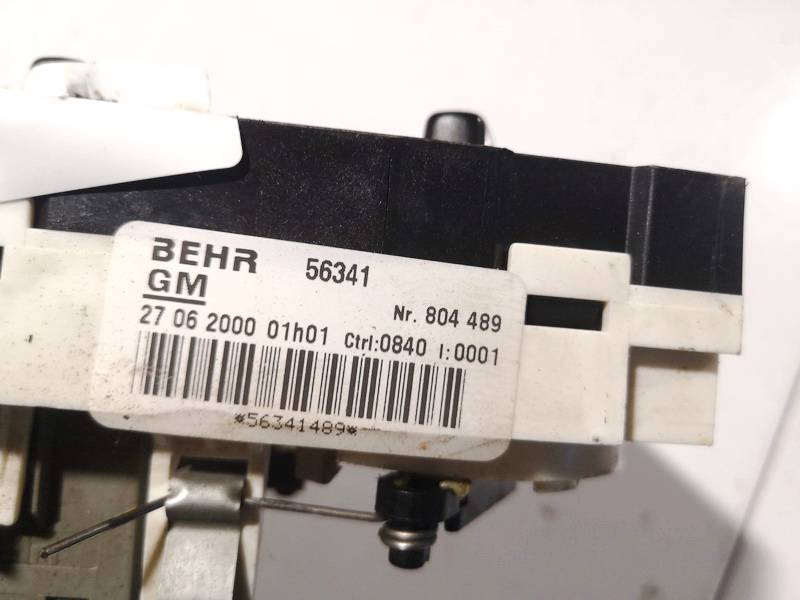 BEHR 56341
GM
Nr. 804 489
27 06 2000 01h01 Ctrl:0840 I:0001
*56341489*